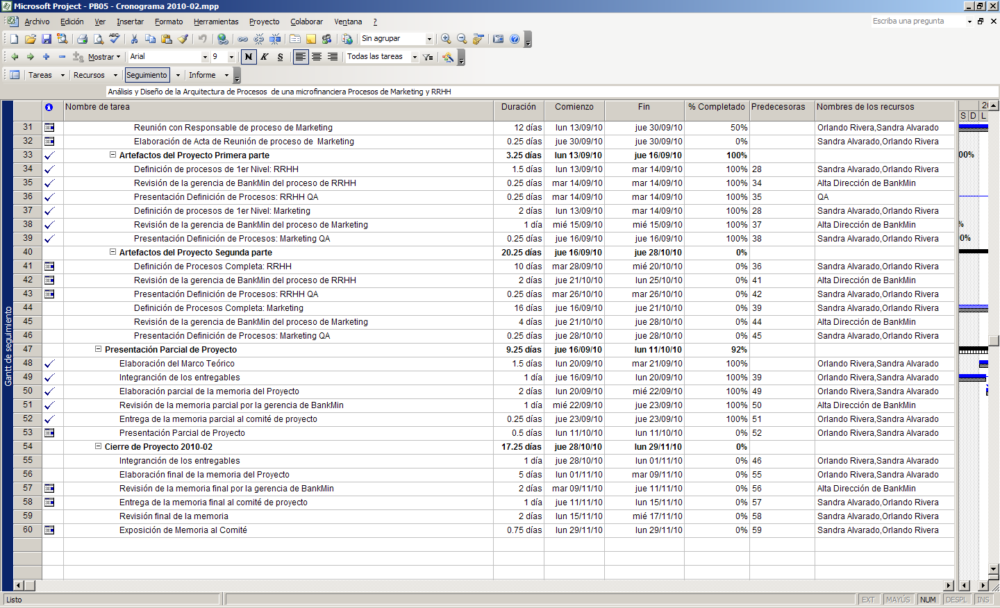 Microsoft Project - PB05 - Cronograma 2010-02.mpp
Archivo Edición Ver Insertar Formato Herramientas Proyecto Colaborar Ventana ? Escriba una pregunta
Sin agrupar
Mostrar Arial 9 N K S Todas las tareas
Tareas Recursos Seguimiento Informe
Análisis y Diseño de la Arquitectura de Procesos de una microfinanciera Procesos de Marketing y RRHH
Nombre de tarea Duración Comienzo Fin % Completado Predecesoras Nombres de los recursos
S D L
31 Reunión con Responsable de proceso de Marketing 12 días lun 13/09/10 jue 30/09/10 50% Orlando Rivera,Sandra Alvarado
32 Elaboración de Acta de Reunión de proceso de Marketing 0.25 días jue 30/09/10 jue 30/09/10 0% Sandra Alvarado,Orlando Rivera
33 Artefactos del Proyecto Primera parte 3.25 días lun 13/09/10 jue 16/09/10 100%
34 Definición de procesos de 1er Nivel: RRHH 1.5 días lun 13/09/10 mar 14/09/10 100% 28 Sandra Alvarado,Orlando Rivera
35 Revisión de la gerencia de BankMin del proceso de RRHH 0.25 días mar 14/09/10 mar 14/09/10 100% 34 Alta Dirección de BankMin
36 Presentación Definición de Procesos: RRHH QA 0.25 días mar 14/09/10 mar 14/09/10 100% 35 QA
37 Definición de procesos de 1er Nivel: Marketing 2 días lun 13/09/10 mar 14/09/10 100% 28 Sandra Alvarado,Orlando Rivera
38 Revisión de la gerencia de BankMin del proceso de Marketing 1 día mié 15/09/10 mié 15/09/10 100% 37 Alta Dirección de BankMin
39 Presentación Definición de Procesos: Marketing QA 0.25 días jue 16/09/10 jue 16/09/10 100% 38 Sandra Alvarado,Orlando Rivera
40 Artefactos del Proyecto Segunda parte 20.25 días jue 16/09/10 jue 28/10/10 0%
41 Definición de Procesos Completa: RRHH 10 días mar 28/09/10 mié 20/10/10 0% 36 Sandra Alvarado,Orlando Rivera
42 Revisión de la gerencia de BankMin del proceso de RRHH 2 días jue 21/10/10 lun 25/10/10 0% 41 Alta Dirección de BankMin
43 Presentación Definición de Procesos: RRHH QA 0.25 días mar 26/10/10 mar 26/10/10 0% 42 Sandra Alvarado,Orlando Rivera
44 Definición de Procesos Completa: Marketing 16 días jue 16/09/10 jue 21/10/10 0% 39 Sandra Alvarado,Orlando Rivera
45 Revisión de la gerencia de BankMin del proceso de Marketing 4 días jue 21/10/10 jue 28/10/10 0% 44 Alta Dirección de BankMin
46 Presentación Definición de Procesos: Marketing QA 0.25 días jue 28/10/10 jue 28/10/10 0% 45 Sandra Alvarado,Orlando Rivera
47 Presentación Parcial de Proyecto 9.25 días jue 16/09/10 lun 11/10/10 92%
48 Elaboración del Marco Teórico 1.5 días lun 20/09/10 mar 21/09/10 100% Orlando Rivera,Sandra Alvarado
49 Integranción de los entregables 1 día jue 16/09/10 lun 20/09/10 100% 39 Orlando Rivera,Sandra Alvarado
50 Elaboración parcial de la memoria del Proyecto 2 días lun 20/09/10 mié 22/09/10 100% 49 Orlando Rivera,Sandra Alvarado
51 Revisión de la memoria parcial por la gerencia de BankMin 1 día mié 22/09/10 jue 23/09/10 100% 50 Alta Dirección de BankMin
52 Entrega de la memoria parcial al comité de proyecto 0.25 días jue 23/09/10 jue 23/09/10 100% 51 Orlando Rivera,Sandra Alvarado
53 Presentación Parcial de Proyecto 0.5 días lun 11/10/10 lun 11/10/10 0% 52 Orlando Rivera,Sandra Alvarado
54 Cierre de Proyecto 2010-02 17.25 días jue 28/10/10 lun 29/11/10 0%
55 Integranción de los entregables 1 día jue 28/10/10 lun 01/11/10 0% 46 Orlando Rivera,Sandra Alvarado
56 Elaboración final de la memoria del Proyecto 5 días lun 01/11/10 mar 09/11/10 0% 55 Orlando Rivera,Sandra Alvarado
57 Revisión de la memoria final por la gerencia de BankMin 2 días mar 09/11/10 jue 11/11/10 0% 56 Alta Dirección de BankMin
58 Entrega de la memoria final al comité de proyecto 1 día jue 11/11/10 lun 15/11/10 0% 57 Sandra Alvarado,Orlando Rivera
59 Revisión final de la memoria 2 días lun 15/11/10 mié 17/11/10 0% 58 Sandra Alvarado,Orlando Rivera
60 Exposición de Memoria al Comité 0.75 días lun 29/11/10 lun 29/11/10 0% 59 Sandra Alvarado,Orlando Rivera
Gantt de seguimiento
Listo EXT MAYÚS NUM DESPL INS